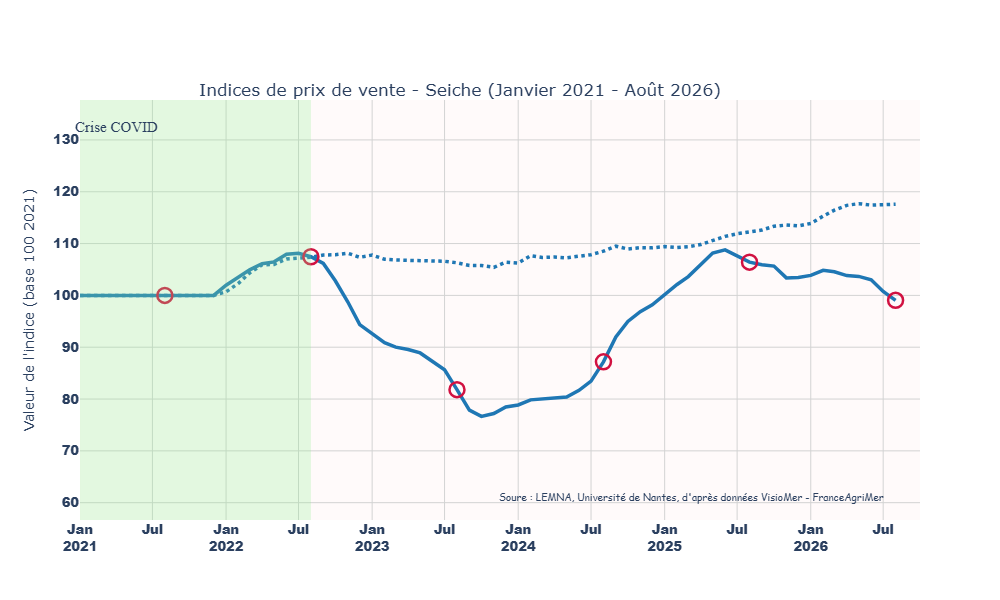 Indices de prix de vente - Seiche (Janvier 2021 - Août 2026)
Crise COVID
Valeur de l'indice (base 100 2021)
130
120
110
100
90
80
70
60
Soure : LEMNA, Université de Nantes, d'après données VisioMer - FranceAgriMer
Jan Jul Jan Jul Jan Jul Jan Jul Jan Jul Jan Jul
2021 2022 2023 2024 2025 2026